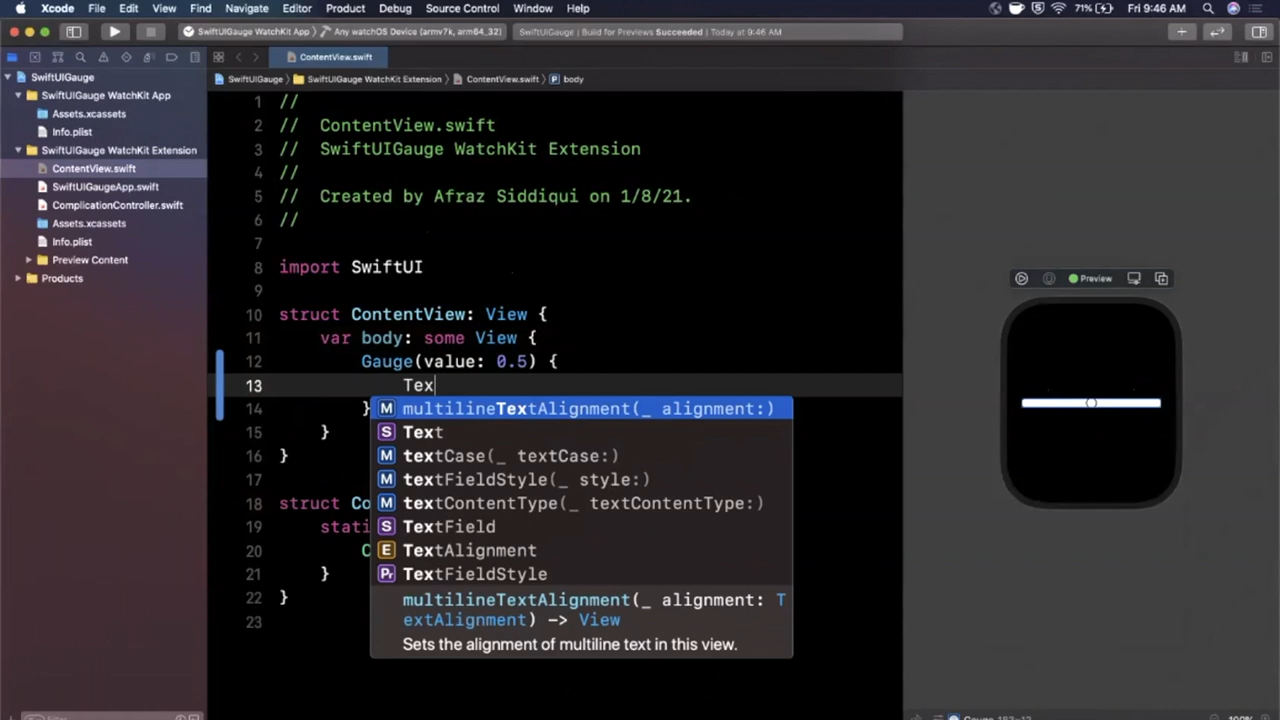 Xcode File Edit View Find Navigate Editor Product Debug Source Control Window Help 71% Fri 9:46 AM
SwiftUIGauge WatchKit App Any watchOS Device (armv7k, arm64_32) SwiftUIGauge | Build for Previews Succeeded | Today at 9:46 AM
ContentView.swift
SwiftUIGauge SwiftUIGauge WatchKit Extension ContentView.swift P body
SwiftUIGauge
SwiftUIGauge WatchKit App
Assets.xcassets
Info.plist
SwiftUIGauge WatchKit Extension
ContentView.swift
SwiftUIGaugeApp.swift
ComplicationController.swift
Assets.xcassets
Info.plist
Preview Content
Products
1 //
2 // ContentView.swift
3 // SwiftUIGauge WatchKit Extension
4 //
5 // Created by Afraz Siddiqui on 1/8/21.
6 //
7
8 import SwiftUI
9
10 struct ContentView: View {
11 var body: some View {
12 Gauge(value: 0.5) {
13 Tex
14 }
15 }
16 }
17
18 struct Co
19 stati
20 C
21 }
22 }
23
M multilineTextAlignment(_ alignment:)
S Text
M textCase(_ textCase:)
M textFieldStyle(_ style:)
M textContentType(_ textContentType:)
S TextField
E TextAlignment
Pr TextFieldStyle
multilineTextAlignment(_ alignment: T
extAlignment) -> View
Sets the alignment of multiline text in this view.
Preview